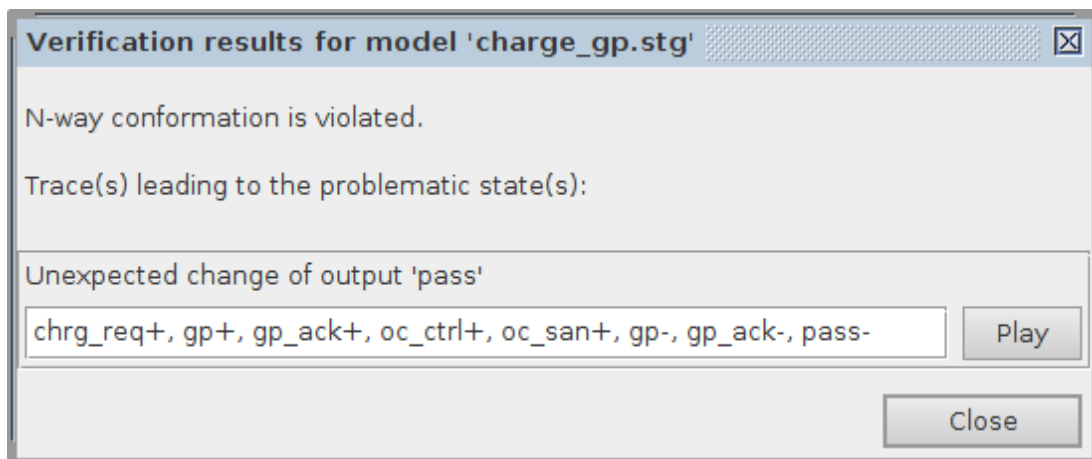 Verification results for model 'charge_gp.stg'
N-way conformation is violated.
Trace(s) leading to the problematic state(s):
Unexpected change of output 'pass'
chrg_req+, gp+, gp_ack+, oc_ctrl+, oc_san+, gp-, gp_ack-, pass-
Play
Close